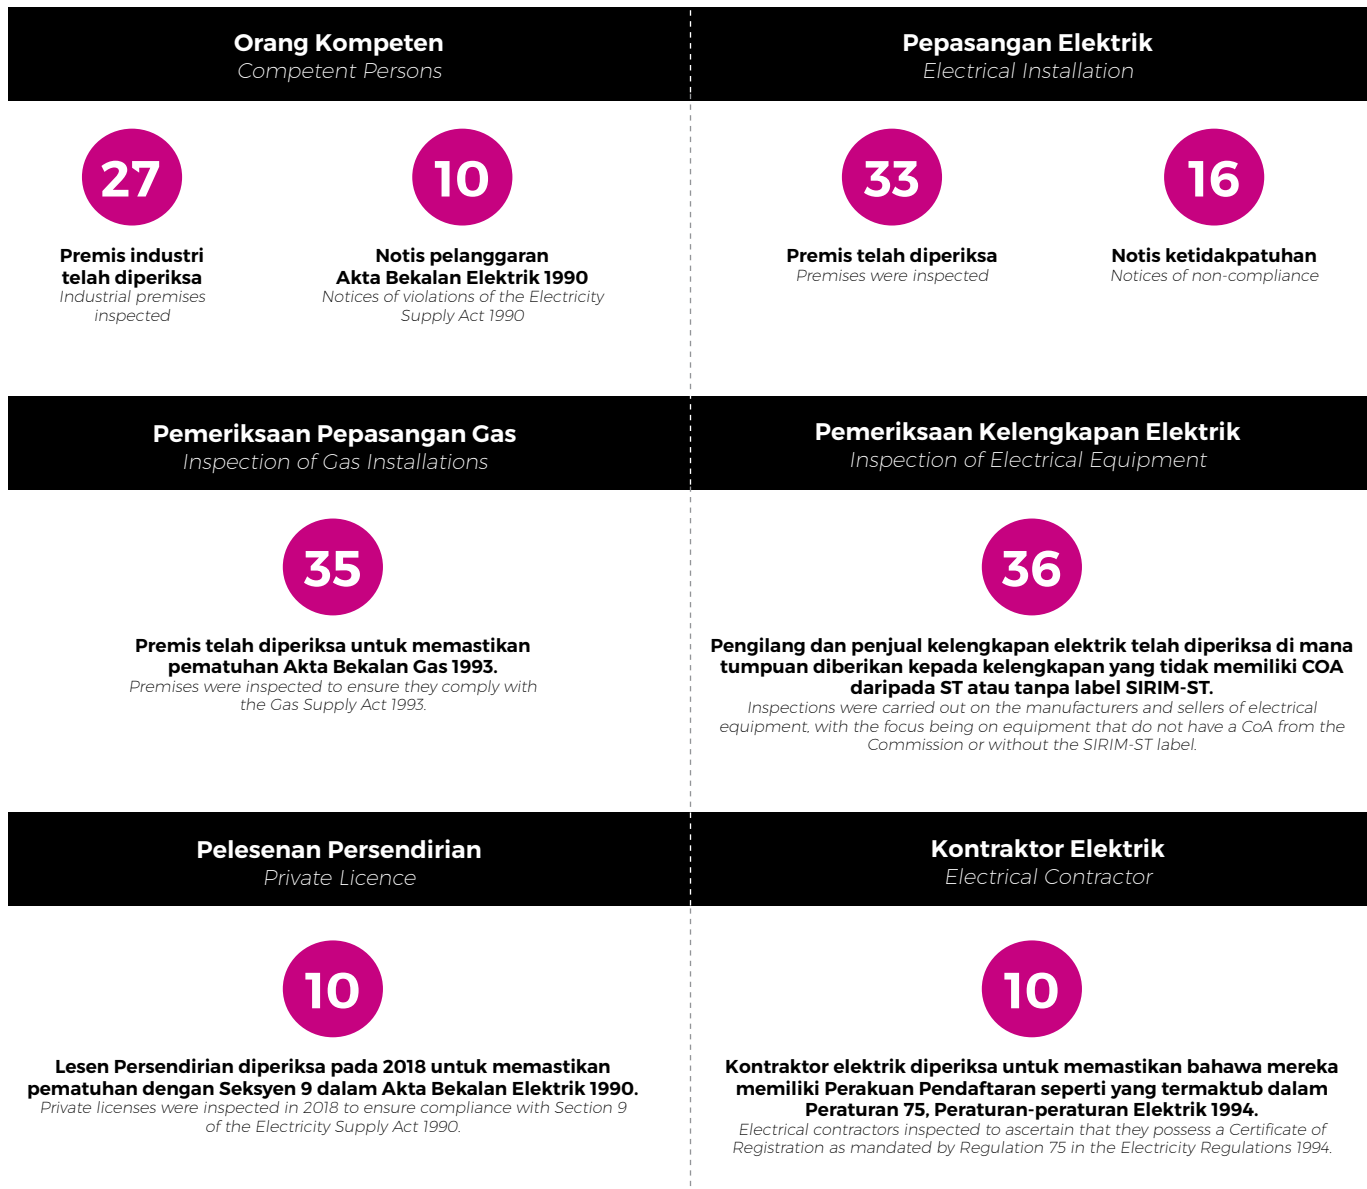 Orang Kompeten
Competent Persons
27
Premis industri
telah diperiksa
Industrial premises
inspected
10
Notis pelanggaran
Akta Bekalan Elektrik 1990
Notices of violations of the Electricity
Supply Act 1990
Pepasangan Elektrik
Electrical Installation
33
Premis telah diperiksa
Premises were inspected
16
Notis ketidakpatuhan
Notices of non-compliance
Pemeriksaan Pepasangan Gas
Inspection of Gas Installations
35
Premis telah diperiksa untuk memastikan
pematuhan Akta Bekalan Gas 1993.
Premises were inspected to ensure they comply with
the Gas Supply Act 1993.
Pemeriksaan Kelengkapan Elektrik
Inspection of Electrical Equipment
36
Pengilang dan penjual kelengkapan elektrik telah diperiksa di mana
tumpuan diberikan kepada kelengkapan yang tidak memiliki COA
daripada ST atau tanpa label SIRIM-ST.
Inspections were carried out on the manufacturers and sellers of electrical
equipment, with the focus being on equipment that do not have a CoA from the
Commission or without the SIRIM-ST label.
Pelesenan Persendirian
Private Licence
10
Lesen Persendirian diperiksa pada 2018 untuk memastikan
pematuhan dengan Seksyen 9 dalam Akta Bekalan Elektrik 1990.
Private licenses were inspected in 2018 to ensure compliance with Section 9
of the Electricity Supply Act 1990.
Kontraktor Elektrik
Electrical Contractor
10
Kontraktor elektrik diperiksa untuk memastikan bahawa mereka
memiliki Perakuan Pendaftaran seperti yang termaktub dalam
Peraturan 75, Peraturan-peraturan Elektrik 1994.
Electrical contractors inspected to ascertain that they possess a Certificate of
Registration as mandated by Regulation 75 in the Electricity Regulations 1994.